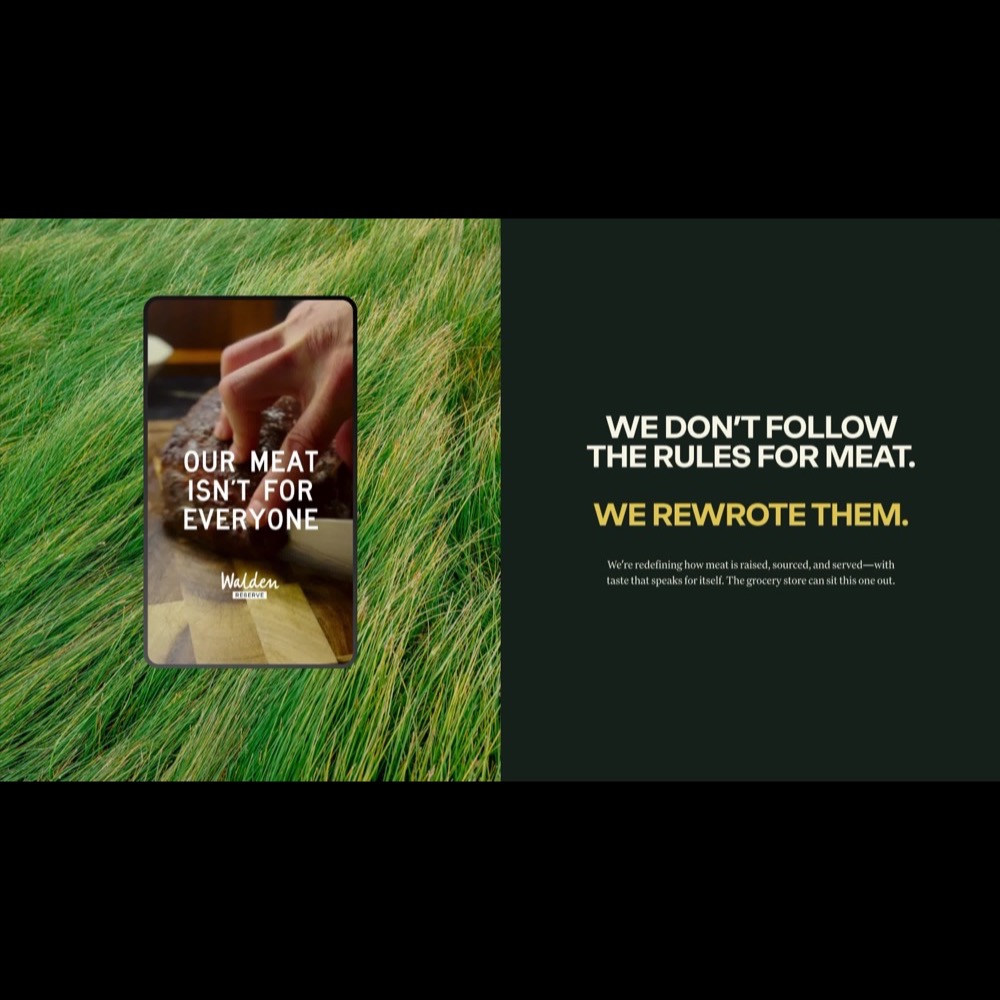 OUR MEAT
ISN'T FOR
EVERYONE
Walden
RESERVE
WE DON'T FOLLOW
THE RULES FOR MEAT.
WE REWROTE THEM.
We're redefining how meat is raised, sourced, and served—with
taste that speaks for itself. The grocery store can sit this one out.